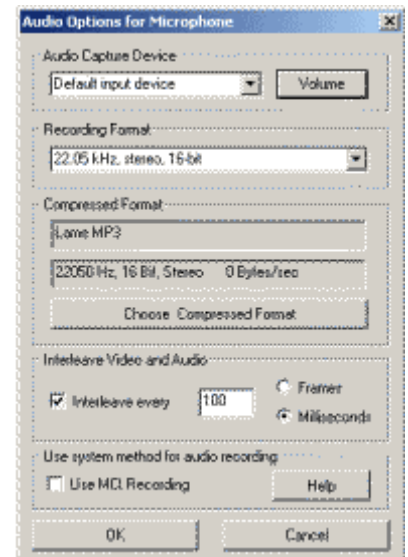 Audio Options for Microphone
Audio Capture Device
Default input device
Volume
Recording Format
22.05 kHz, stereo, 16-bit
Compressed Format
Lame MP3
22050 Hz, 16 Bit, Stereo 0 Bytes/sec
Choose Compressed Format
Interleave Video and Audio
Interleave every 100
Frames
Milliseconds
Use system method for audio recording
Use MCI Recording
Help
OK
Cancel